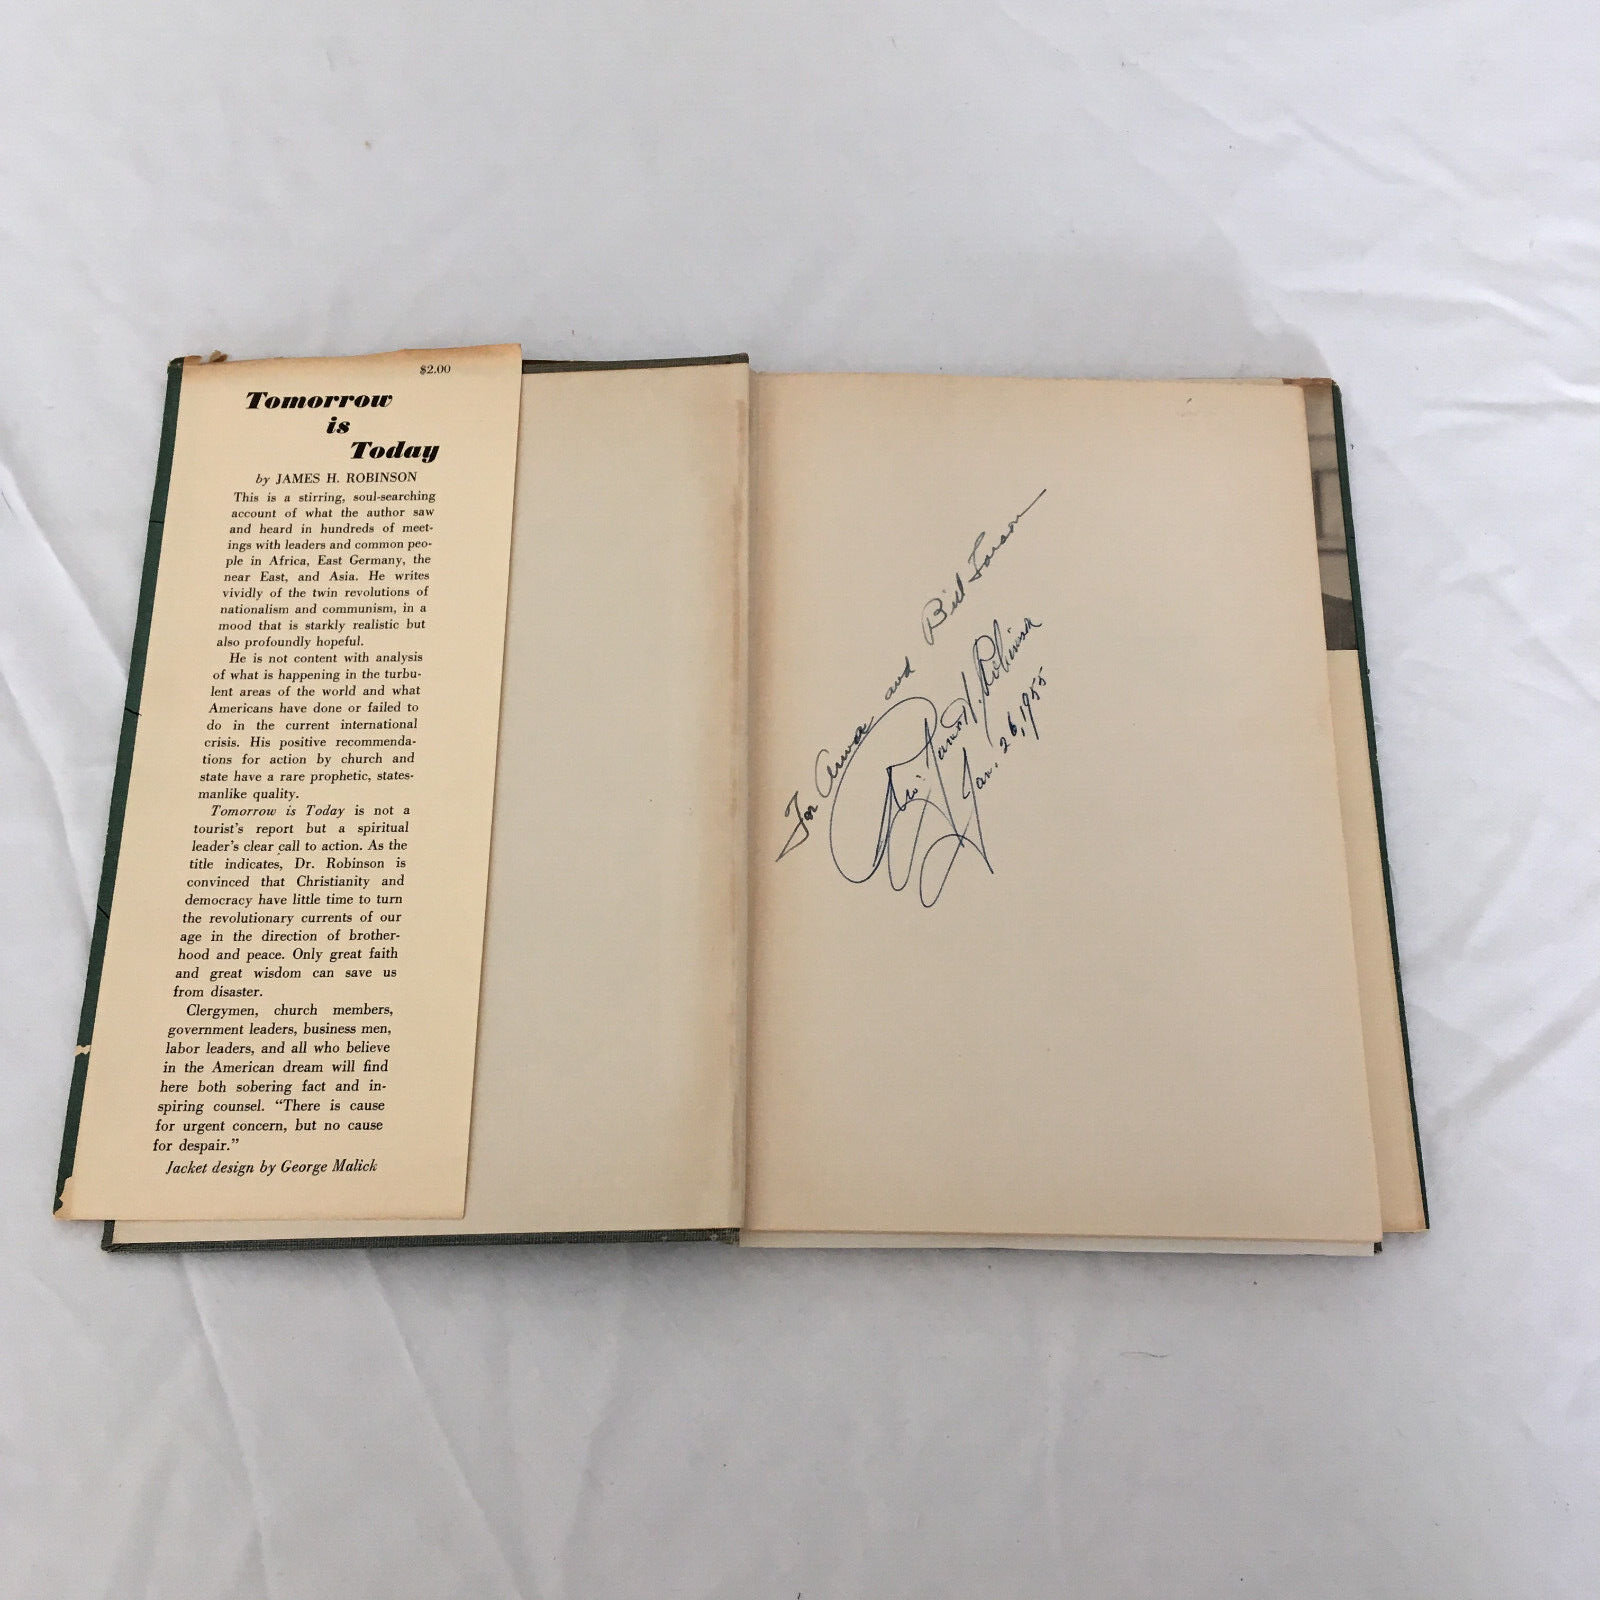 $2.00
Tomorrow
is
Today
by JAMES H. ROBINSON
This is a stirring, soul-searching
account of what the author saw
and heard in hundreds of meet-
ings with leaders and common peo-
ple in Africa, East Germany, the
near East, and Asia. He writes
vividly of the twin revolutions of
nationalism and communism, in a
mood that is starkly realistic but
also profoundly hopeful.
He is not content with analysis
of what is happening in the turbu-
lent areas of the world and what
Americans have done or failed to
do in the current international
crisis. His positive recommenda-
tions for action by church and
state have a rare prophetic, states-
manlike quality.
Tomorrow is Today is not a
tourist's report but a spiritual
leader's clear call to action. As the
title indicates, Dr. Robinson is
convinced that Christianity and
democracy have little time to turn
the revolutionary currents of our
age in the direction of brother-
hood and peace. Only great faith
and great wisdom can save us
from disaster.
Clergymen, church members,
government leaders, business men,
labor leaders, and all who believe
in the American dream will find
here both sobering fact and in-
spiring counsel. “There is cause
for urgent concern, but no cause
for despair.”
Jacket design by George Malick
For Anna and Bill
James H. Robinson
Jan. 26, 1955